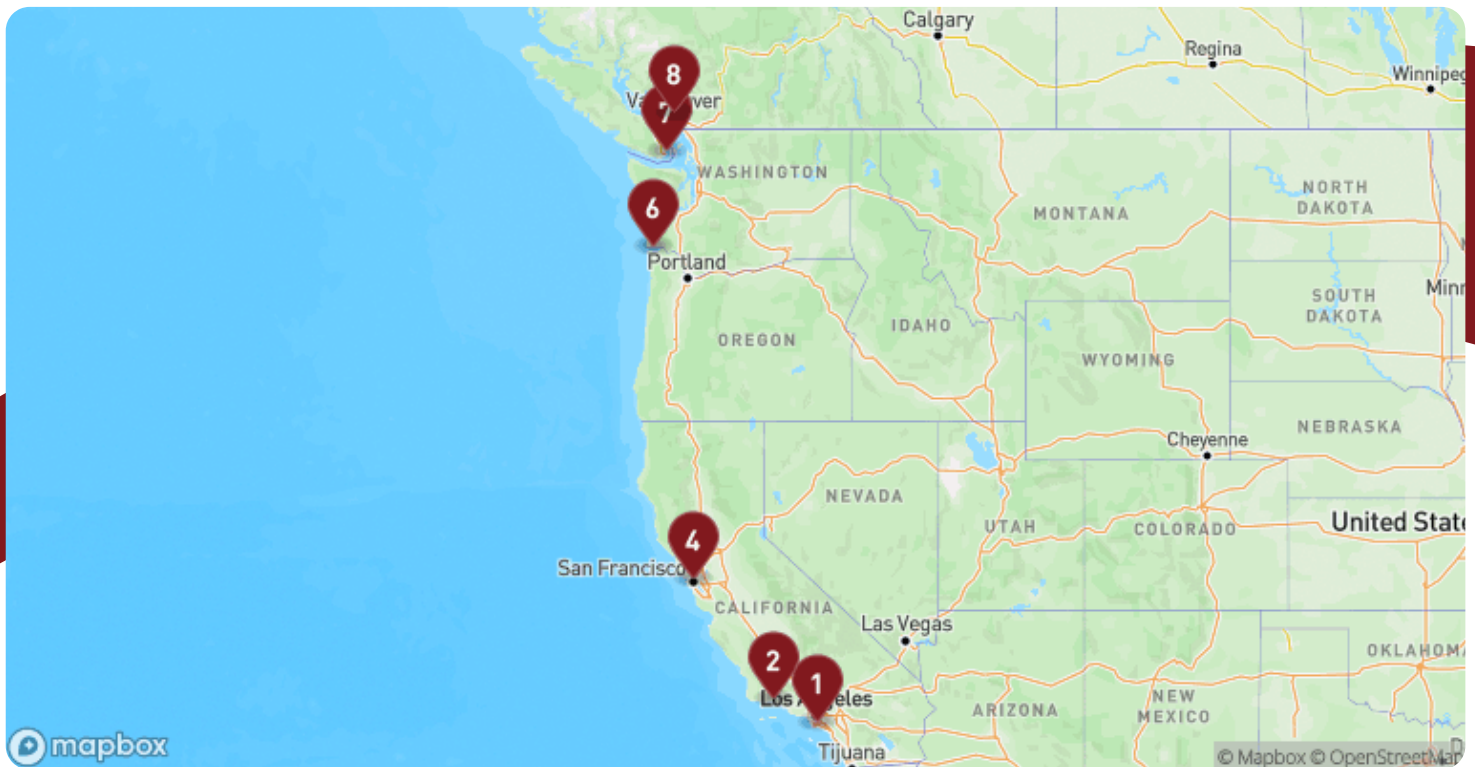 Calgary
Regina
Winnipeg
8
7
WASHINGTON
NORTH
DAKOTA
MONTANA
6
Portland
SOUTH
DAKOTA
Minn
IDAHO
OREGON
WYOMING
NEBRASKA
Cheyenne
NEVADA
United State
UTAH
COLORADO
4
San Francisco
CALIFORNIA
Las Vegas
OKLAHOMA
2
1
NEW
MEXICO
ARIZONA
Tijuana
mapbox
© Mapbox © OpenStreetMap